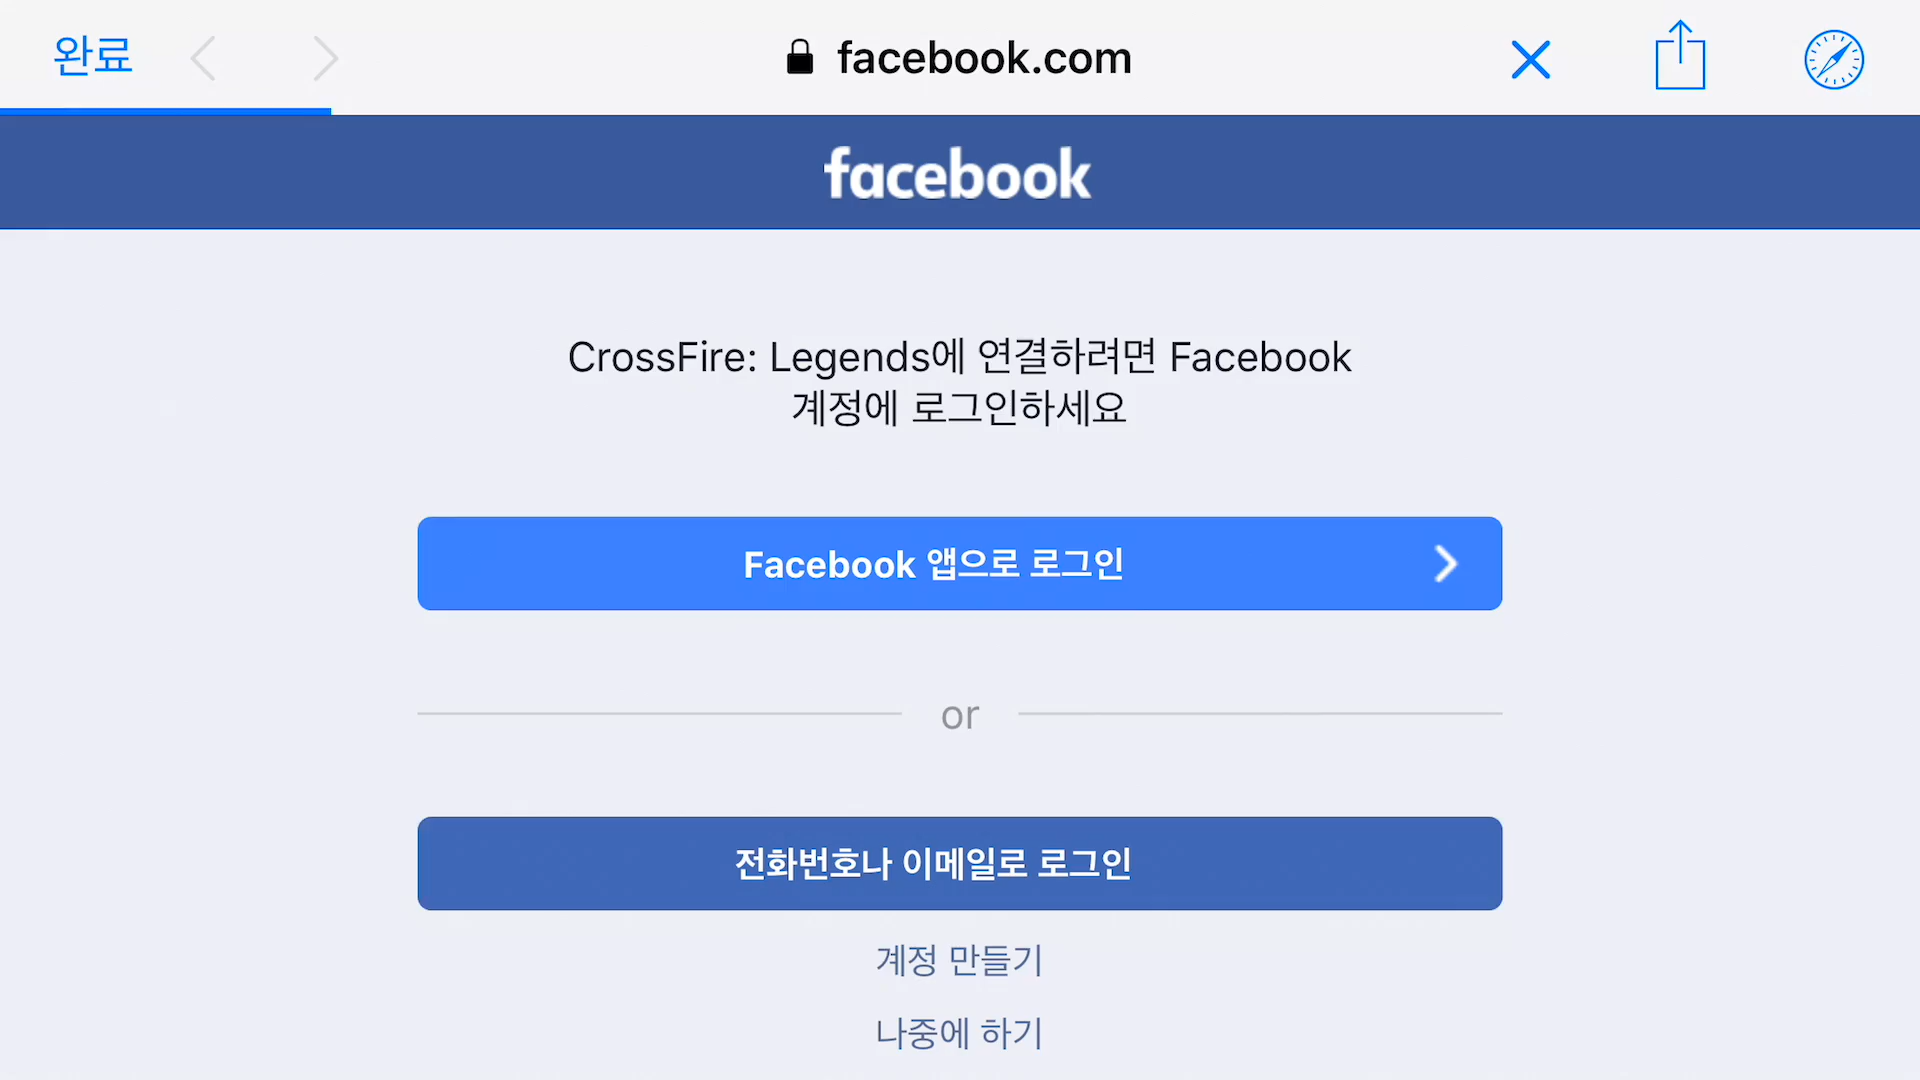 완료
facebook.com
facebook
CrossFire: Legends에 연결하려면 Facebook
계정에 로그인하세요
Facebook 앱으로 로그인
or
전화번호나 이메일로 로그인
계정 만들기
나중에 하기